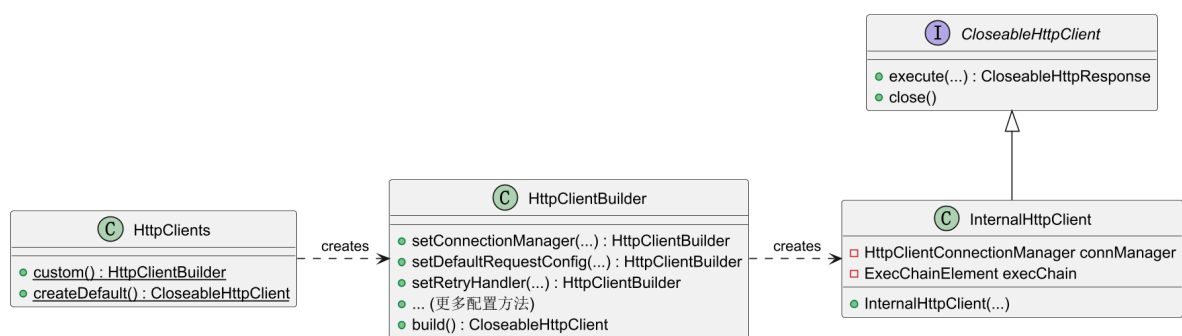 I CloseableHttpClient
execute(...) : CloseableHttpResponse
close()
C HttpClients
custom() : HttpClientBuilder
createDefault() : CloseableHttpClient
creates
C HttpClientBuilder
setConnectionManager(...) : HttpClientBuilder
setDefaultRequestConfig(...) : HttpClientBuilder
setRetryHandler(...) : HttpClientBuilder
... (更多配置方法)
build() : CloseableHttpClient
creates
C InternalHttpClient
HttpClientConnectionManager connManager
ExecChainElement execChain
InternalHttpClient(...)